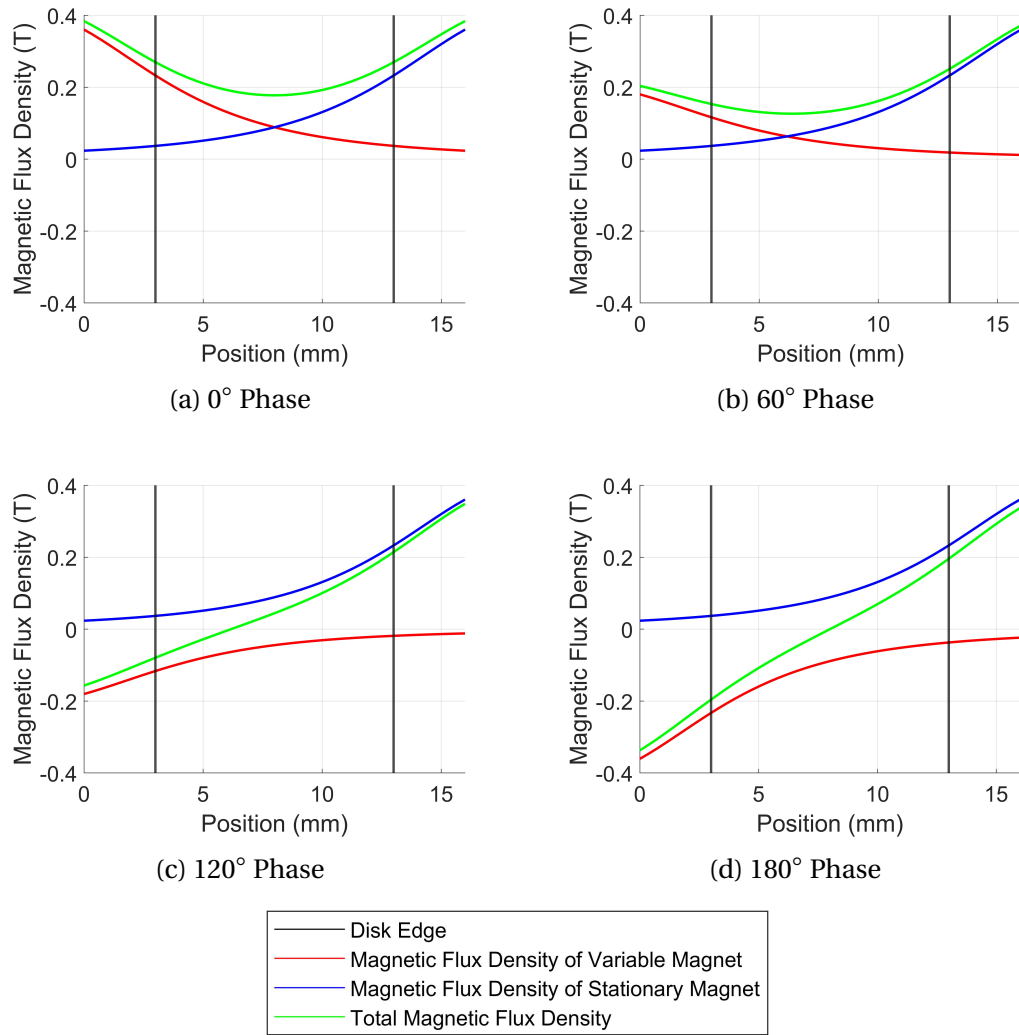 0.4
0.2
0
-0.2
-0.4
Magnetic Flux Density (T)
0 5 10 15
Position (mm)
(a) 0° Phase
0.4
0.2
0
-0.2
-0.4
Magnetic Flux Density (T)
0 5 10 15
Position (mm)
(b) 60° Phase
0.4
0.2
0
-0.2
-0.4
Magnetic Flux Density (T)
0 5 10 15
Position (mm)
(c) 120° Phase
0.4
0.2
0
-0.2
-0.4
Magnetic Flux Density (T)
0 5 10 15
Position (mm)
(d) 180° Phase
Disk Edge
Magnetic Flux Density of Variable Magnet
Magnetic Flux Density of Stationary Magnet
Total Magnetic Flux Density